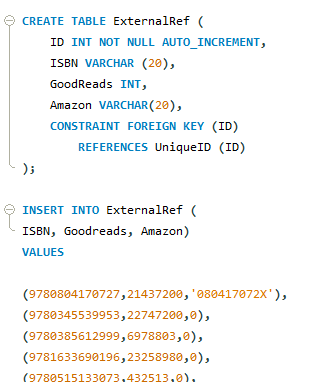 CREATE TABLE ExternalRef (
ID INT NOT NULL AUTO_INCREMENT,
ISBN VARCHAR (20),
GoodReads INT,
Amazon VARCHAR(20),
CONSTRAINT FOREIGN KEY (ID)
REFERENCES UniqueID (ID)
);
INSERT INTO ExternalRef (
ISBN, Goodreads, Amazon)
VALUES
(9780804170727,21437200,'080417072X'),
(9780345539953,22747200,0),
(9780385612999,6978803,0),
(9781633690196,23258980,0),
(9780515133073,432513,0),